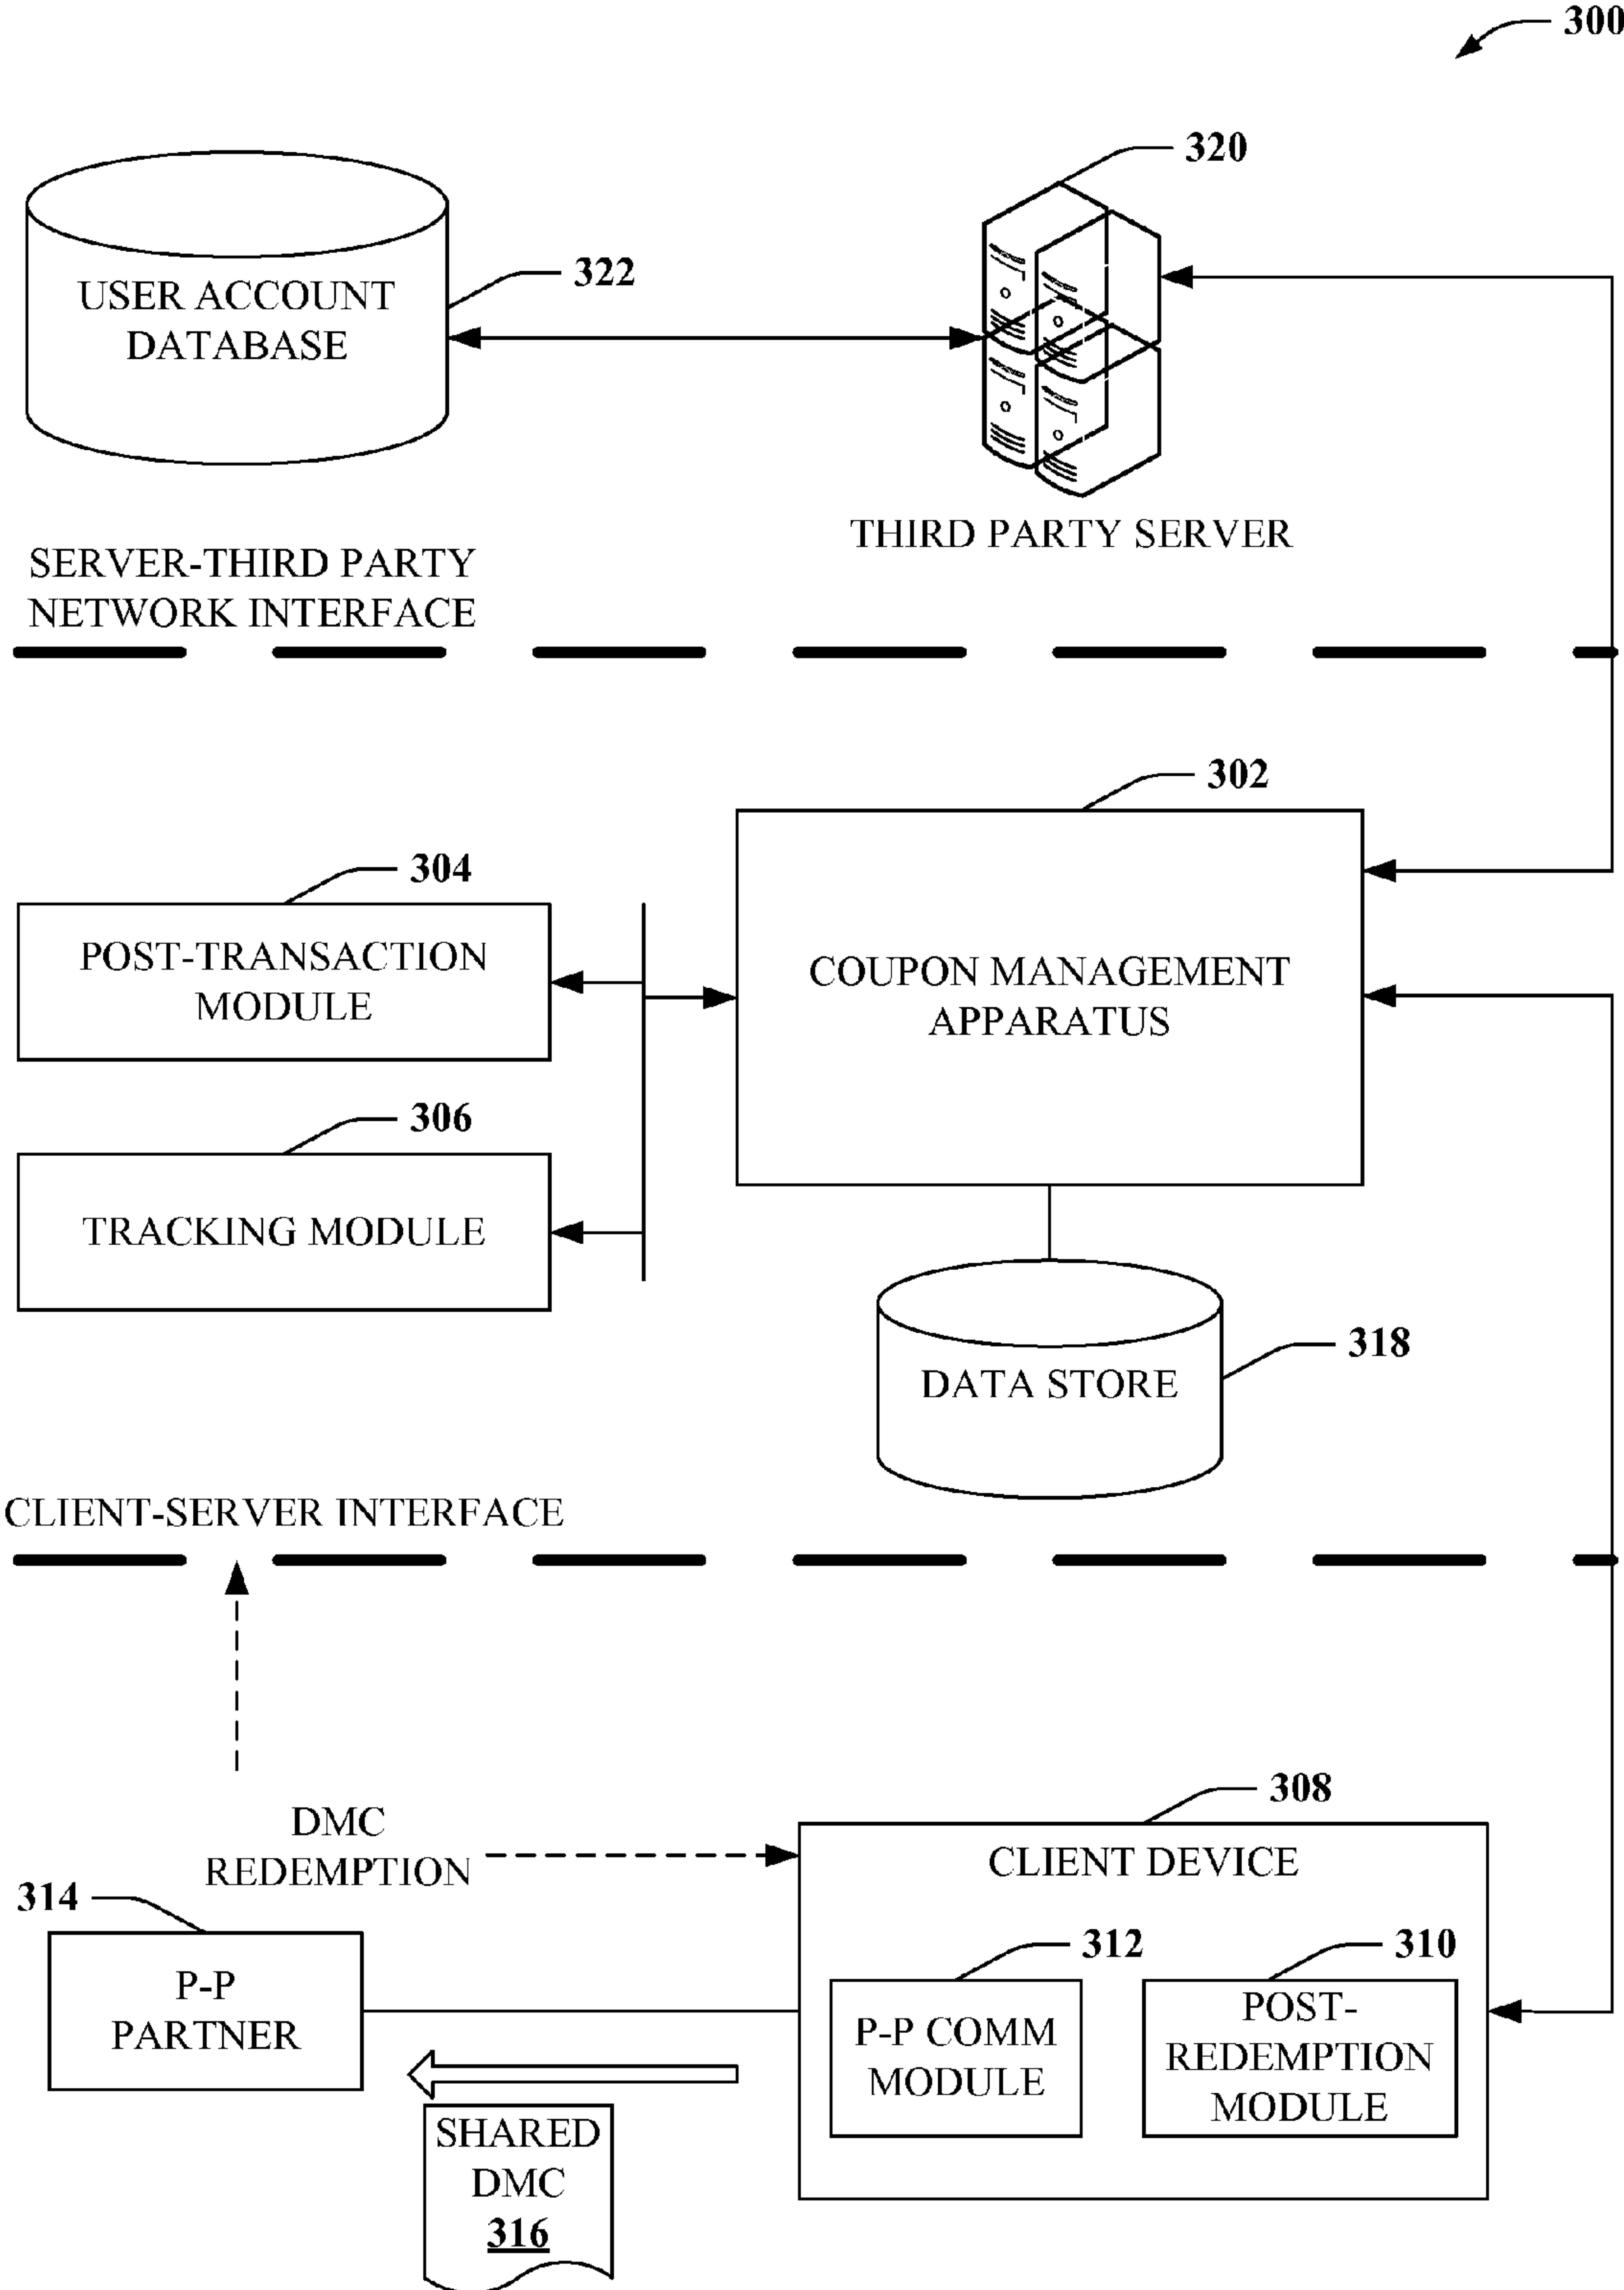 300
320
322
USER ACCOUNT
DATABASE
THIRD PARTY SERVER
SERVER-THIRD PARTY
NETWORK INTERFACE
302
304
POST-TRANSACTION
MODULE
COUPON MANAGEMENT
APPARATUS
306
TRACKING MODULE
318
DATA STORE
CLIENT-SERVER INTERFACE
308
DMC
REDEMPTION
CLIENT DEVICE
314
312
310
P-P
PARTNER
P-P COMM
MODULE
POST-
REDEMPTION
MODULE
SHARED
DMC
316